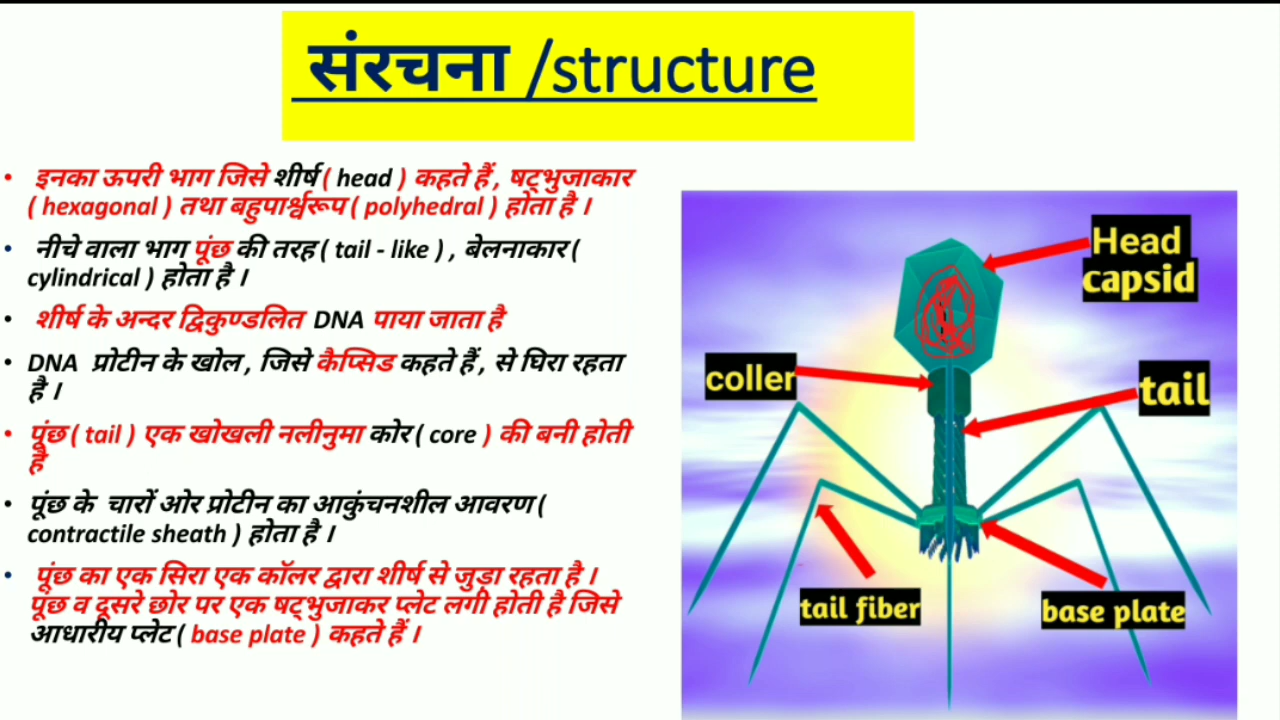 संरचना /structure
• इनका ऊपरी भाग जिसे शीर्ष ( head ) कहते हैं , षट्भुजाकार
( hexagonal ) तथा बहुपार्श्वरूप ( polyhedral ) होता है ।
• नीचे वाला भाग पूंछ की तरह ( tail - like ) , बेलनाकार (
cylindrical ) होता है ।
• शीर्ष के अन्दर द्विकुण्डलित DNA पाया जाता है
• DNA प्रोटीन के खोल , जिसे कैप्सिड कहते हैं , से घिरा रहता
है ।
• पूंछ ( tail ) एक खोखली नलीनुमा कोर ( core ) की बनी होती
है
• पूंछ के चारों ओर प्रोटीन का आकुंचनशील आवरण (
contractile sheath ) होता है ।
• पूंछ का एक सिरा एक कॉलर द्वारा शीर्ष से जुड़ा रहता है ।
पूंछ व दूसरे छोर पर एक षट्भुजाकर प्लेट लगी होती है जिसे
आधारीय प्लेट ( base plate ) कहते हैं ।
Head
capsid
coller
tail
tail fiber
base plate